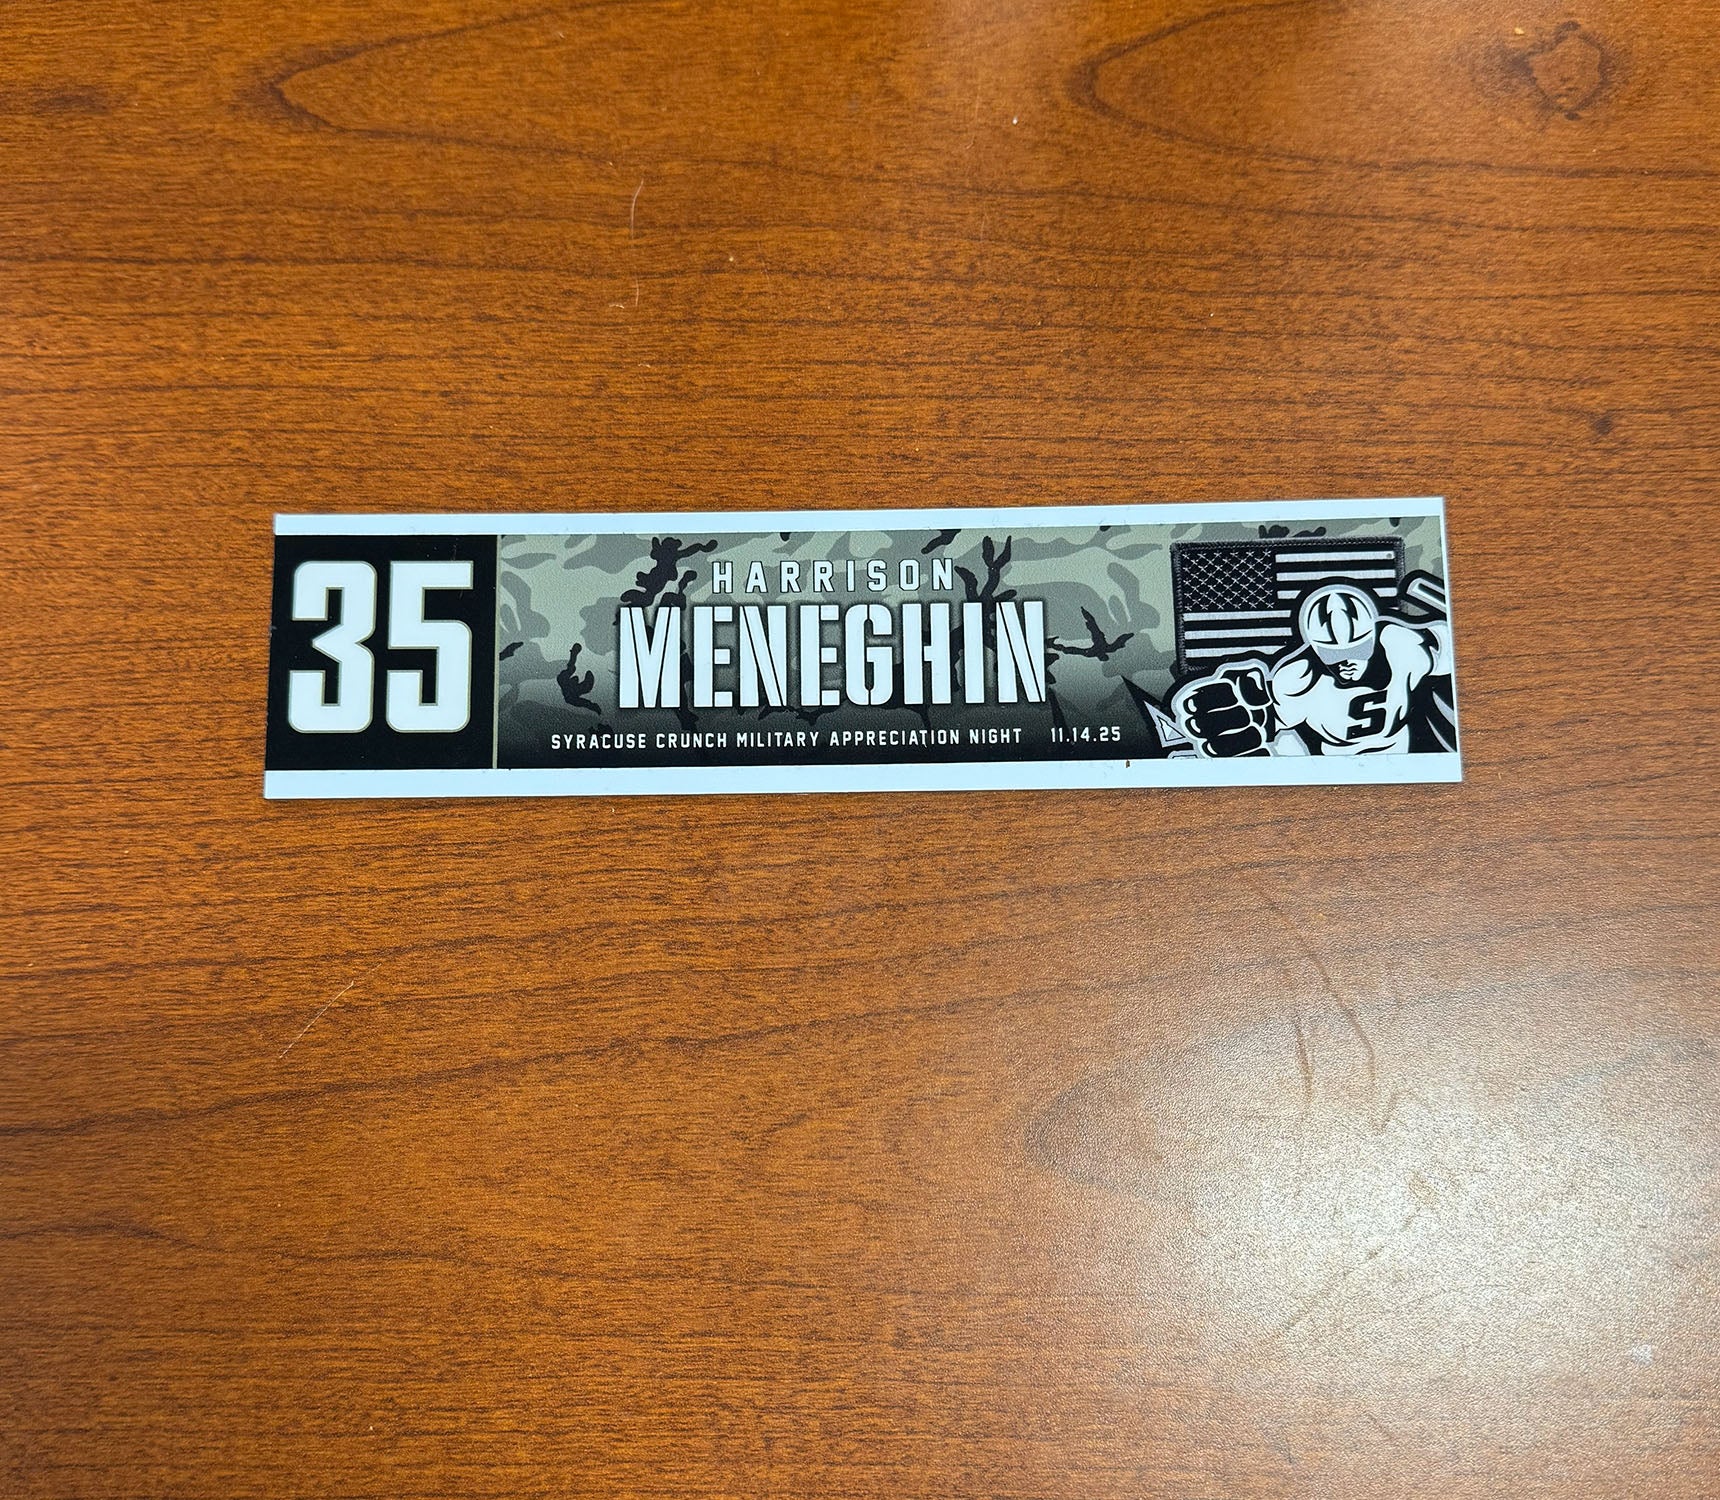 35
HARRISON
MENEGHIN
SYRACUSE CRUNCH MILITARY APPRECIATION NIGHT 11.14.25
S